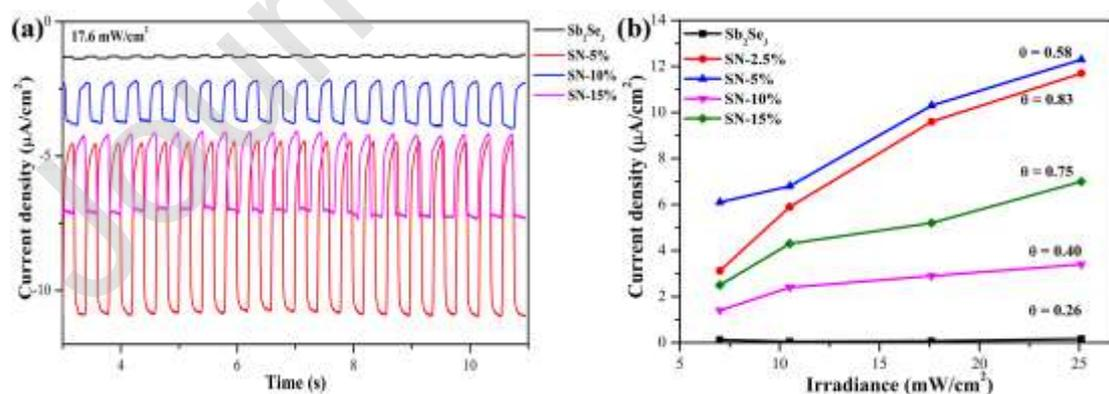 (a)
17.6 mW/cm²
Sb₂Se₃
SN-5%
SN-10%
SN-15%
Current density (μA/cm²)
0
-5
-10
4
6
8
10
Time (s)
Jour
(b)
Sb₂Se₃
SN-2.5%
SN-5%
SN-10%
SN-15%
θ = 0.58
θ = 0.83
θ = 0.75
θ = 0.40
θ = 0.26
Current density (μA/cm²)
14
12
10
8
6
4
2
0
5
10
15
20
25
Irradiance (mW/cm²)